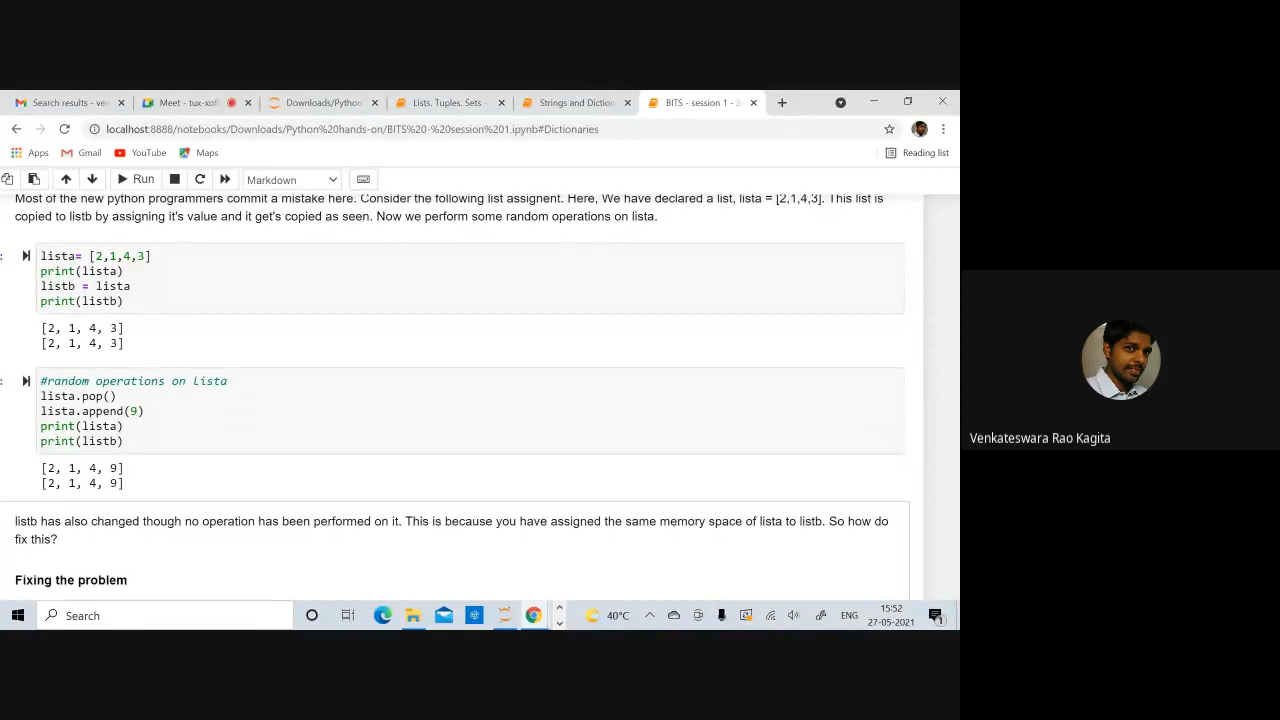 Search results - ven
Meet - tux-xofi
Downloads/Python
Lists, Tuples, Sets -
Strings and Diction
BITS - session 1 - J
localhost:8888/notebooks/Downloads/Python%20hands-on/BITS%20-%20session%201.ipynb#Dictionaries
Apps Gmail YouTube Maps Reading list
Run Markdown
Most of the new python programmers commit a mistake here. Consider the following list assignent. Here, We have declared a list, lista = [2,1,4,3]. This list is
copied to listb by assigning it's value and it get's copied as seen. Now we perform some random operations on lista.
lista= [2,1,4,3]
print(lista)
listb = lista
print(listb)
[2, 1, 4, 3]
[2, 1, 4, 3]
#random operations on lista
lista.pop()
lista.append(9)
print(lista)
print(listb)
[2, 1, 4, 9]
[2, 1, 4, 9]
listb has also changed though no operation has been performed on it. This is because you have assigned the same memory space of lista to listb. So how do
fix this?
Fixing the problem
Search
40°C
ENG
15:52
27-05-2021
1
Venkateswara Rao Kagita